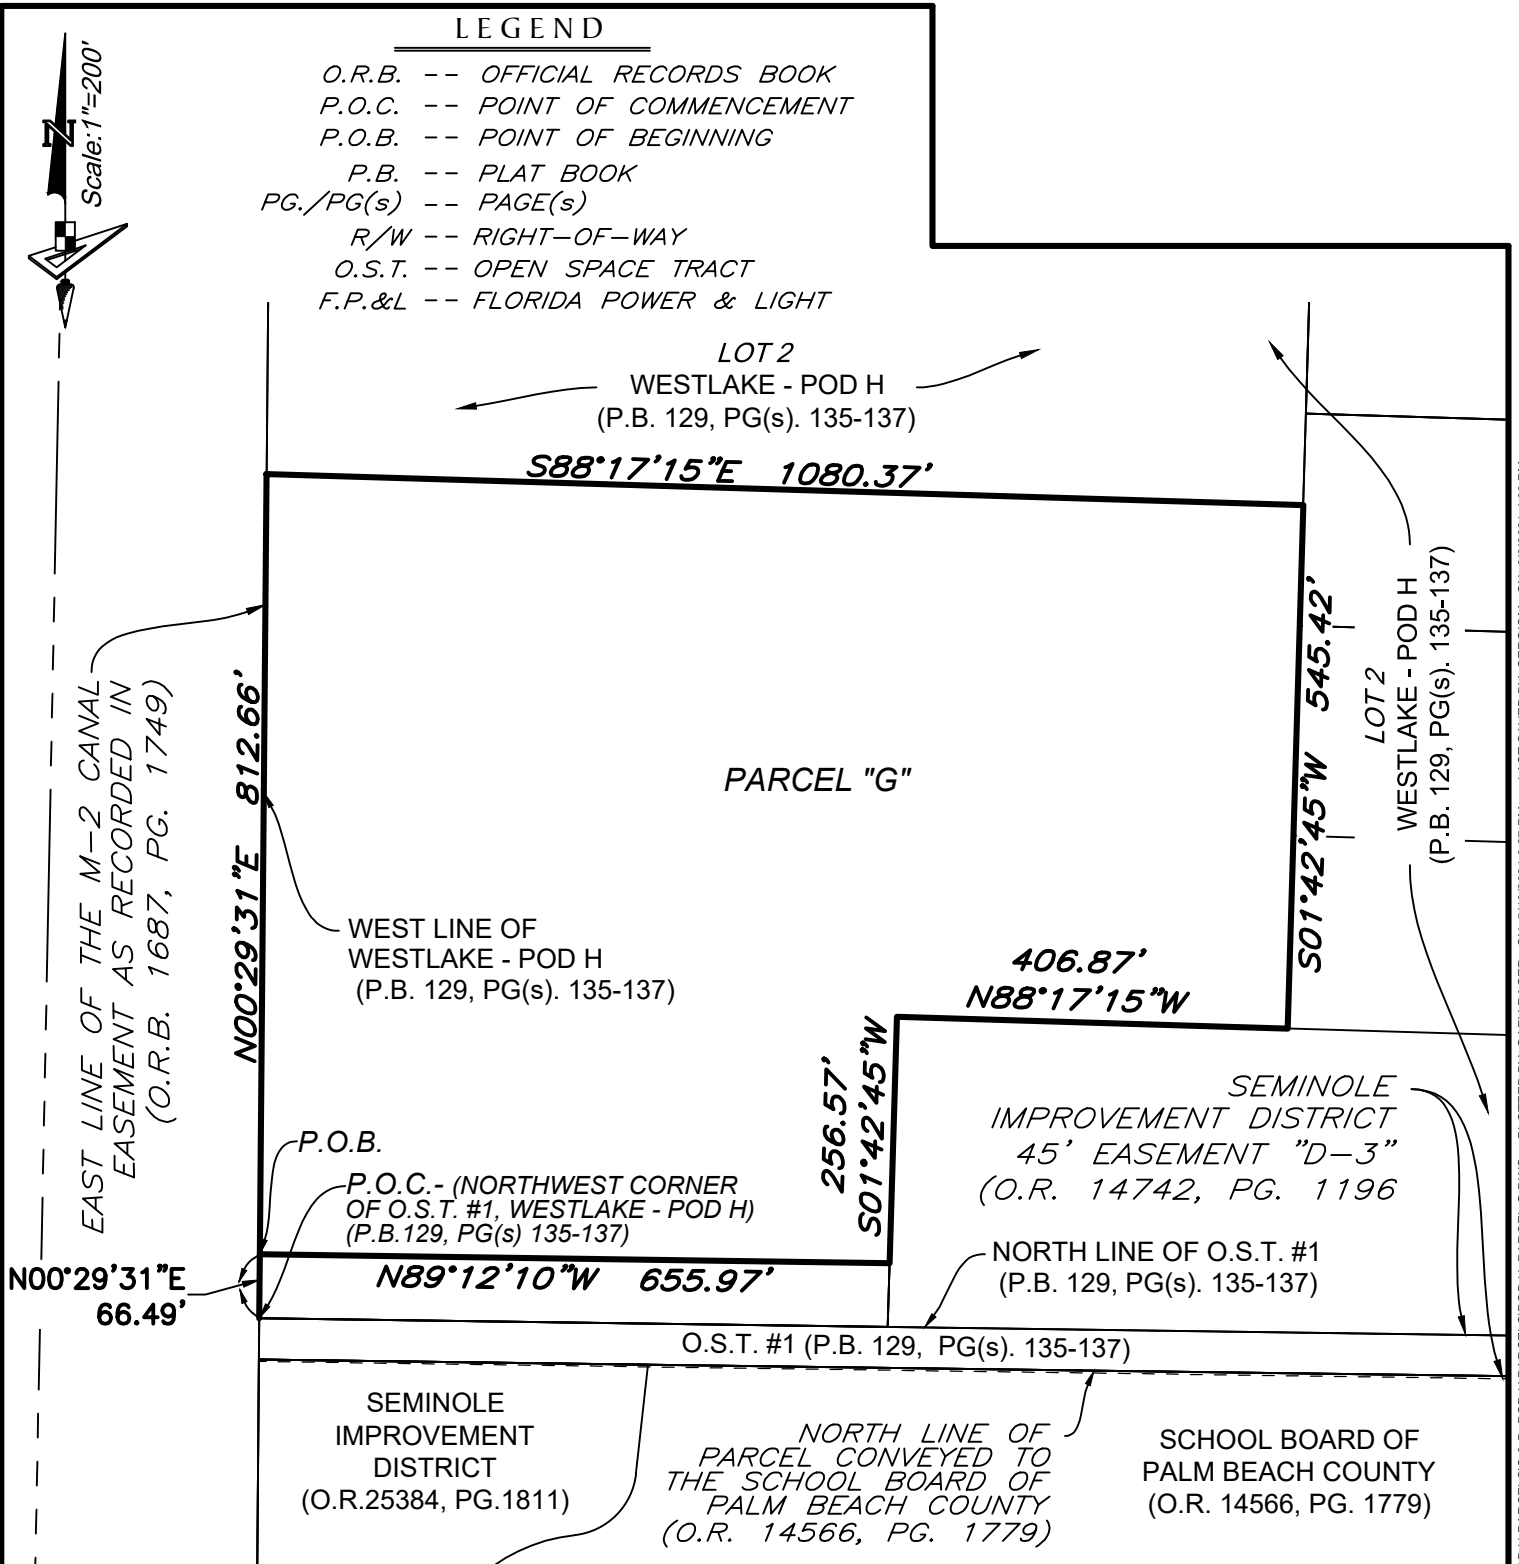 LEGEND
O.R.B. -- OFFICIAL RECORDS BOOK
P.O.C. -- POINT OF COMMENCEMENT
P.O.B. -- POINT OF BEGINNING
P.B. -- PLAT BOOK
PG./PG(s) -- PAGE(s)
R/W -- RIGHT-OF-WAY
O.S.T. -- OPEN SPACE TRACT
F.P.&L -- FLORIDA POWER & LIGHT
N
Scale:1"=200'
LOT 2
WESTLAKE - POD H
(P.B. 129, PG(s). 135-137)
S88°17'15"E 1080.37'
S01°42'45"W 545.42'
LOT 2
WESTLAKE - POD H
(P.B. 129, PG(s). 135-137)
EAST LINE OF THE M-2 CANAL
EASEMENT AS RECORDED IN
(O.R.B. 1687, PG. 1749)
N00°29'31"E 812.66'
PARCEL "G"
WEST LINE OF
WESTLAKE - POD H
(P.B. 129, PG(s). 135-137)
406.87'
N88°17'15"W
256.57'
S01°42'45"W
SEMINOLE
IMPROVEMENT DISTRICT
45' EASEMENT "D-3"
(O.R. 14742, PG. 1196
P.O.B.
P.O.C.- (NORTHWEST CORNER
OF O.S.T. #1, WESTLAKE - POD H)
(P.B.129, PG(s) 135-137)
N00°29'31"E
66.49'
N89°12'10"W 655.97'
NORTH LINE OF O.S.T. #1
(P.B. 129, PG(s). 135-137)
O.S.T. #1 (P.B. 129, PG(s). 135-137)
SEMINOLE
IMPROVEMENT
DISTRICT
(O.R.25384, PG.1811)
NORTH LINE OF
PARCEL CONVEYED TO
THE SCHOOL BOARD OF
PALM BEACH COUNTY
(O.R. 14566, PG. 1779)
SCHOOL BOARD OF
PALM BEACH COUNTY
(O.R. 14566, PG. 1779)